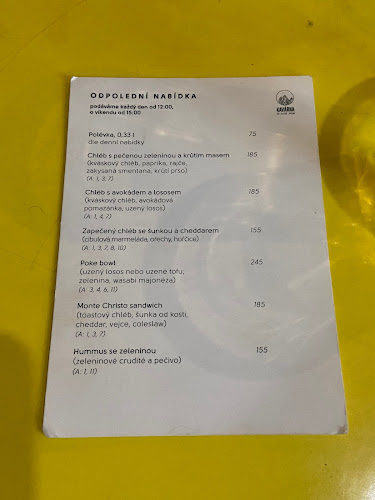 ODPOLEDNÍ NABÍDKA
podáváme každý den od 12:00,
o víkendu od 15:00
KAVÁRNA
Polévka, 0,33 l 75
dle denní nabídky
Chléb s pečenou zeleninou a krůtím masem 185
(kváskový chléb, paprika, rajče,
zakysaná smetana, krůtí prso)
(A: 1, 3, 7)
Chléb s avokádem a lososem 185
(kváskový chléb, avokádová
pomazánka, uzený losos)
(A: 1, 4, 7)
Zapečený chléb se šunkou a cheddarem 155
(cibulová marmeláda, ořechy, hořčice)
(A: 1, 3, 7, 8, 10)
Poke bowl 245
(uzený losos nebo uzené tofu,
zelenina, wasabi majonéza)
(A: 3, 4, 6, 11)
Monte Christo sandwich 185
(toastový chléb, šunka od kosti,
cheddar, vejce, coleslaw)
(A: 1, 3, 7)
Hummus se zeleninou 155
(zeleninové crudité a pečivo)
(A: 1, 11)